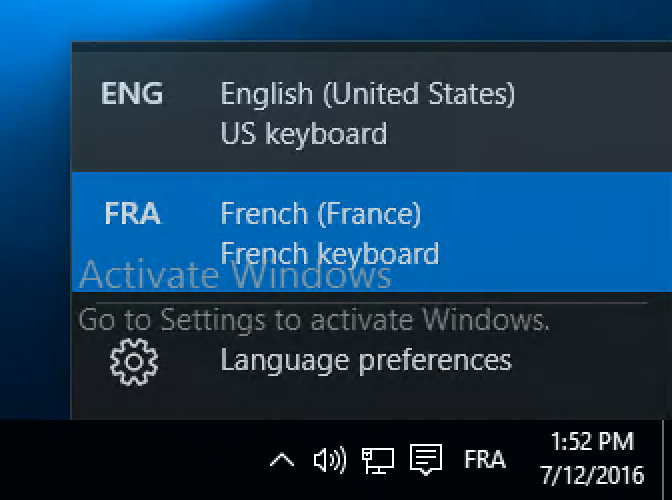 ENG English (United States)
US keyboard
FRA French (France)
French keyboard
Activate Windows
Go to Settings to activate Windows.
Language preferences
FRA 1:52 PM
7/12/2016